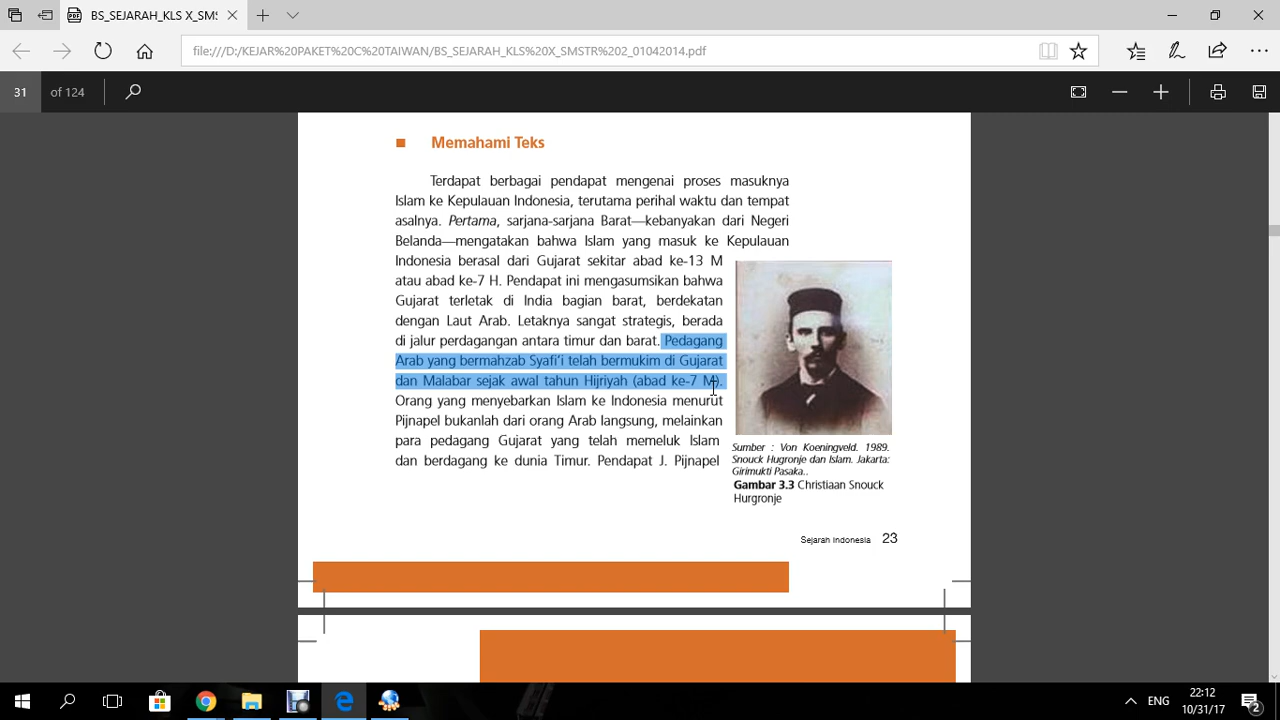 BS_SEJARAH_KLS X_SMS
file:///D:/KEJAR%20PAKET%20C%20TAIWAN/BS_SEJARAH_KLS%20X_SMSTR%202_01042014.pdf
31 of 124
Memahami Teks
Terdapat berbagai pendapat mengenai proses masuknya
Islam ke Kepulauan Indonesia, terutama perihal waktu dan tempat
asalnya. Pertama, sarjana-sarjana Barat—kebanyakan dari Negeri
Belanda—mengatakan bahwa Islam yang masuk ke Kepulauan
Indonesia berasal dari Gujarat sekitar abad ke-13 M
atau abad ke-7 H. Pendapat ini mengasumsikan bahwa
Gujarat terletak di India bagian barat, berdekatan
dengan Laut Arab. Letaknya sangat strategis, berada
di jalur perdagangan antara timur dan barat. Pedagang
Arab yang bermahzab Syafi’i telah bermukim di Gujarat
dan Malabar sejak awal tahun Hijriyah (abad ke-7 M).
Orang yang menyebarkan Islam ke Indonesia menurut
Pijnapel bukanlah dari orang Arab langsung, melainkan
para pedagang Gujarat yang telah memeluk Islam
dan berdagang ke dunia Timur. Pendapat J. Pijnapel
Sumber : Von Koeningveld. 1989.
Snouck Hugronje dan Islam. Jakarta:
Girimukti Pasaka..
Gambar 3.3 Christiaan Snouck
Hurgronje
Sejarah Indonesia 23
ENG
22:12
10/31/17
2